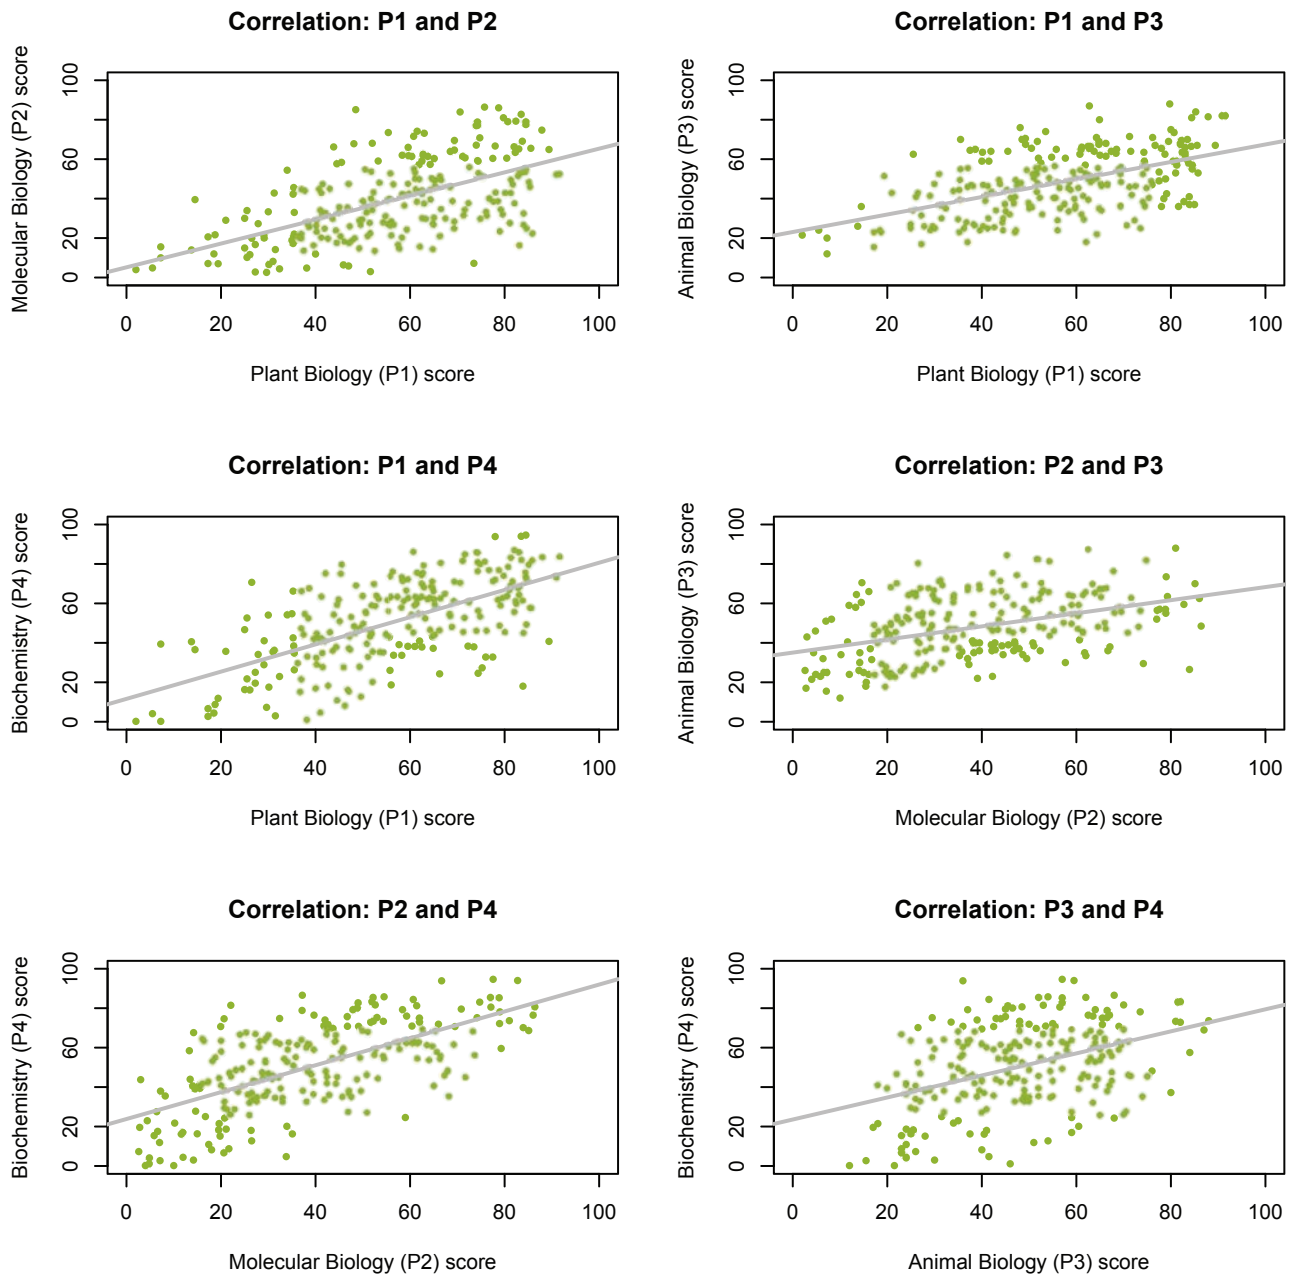 Correlation: P1 and P2
Molecular Biology (P2) score
100
60
20
0
0 20 40 60 80 100
Plant Biology (P1) score
Correlation: P1 and P3
Animal Biology (P3) score
100
60
20
0
0 20 40 60 80 100
Plant Biology (P1) score
Correlation: P1 and P4
Biochemistry (P4) score
100
60
20
0
0 20 40 60 80 100
Plant Biology (P1) score
Correlation: P2 and P3
Animal Biology (P3) score
100
60
20
0
0 20 40 60 80 100
Molecular Biology (P2) score
Correlation: P2 and P4
Biochemistry (P4) score
100
60
20
0
0 20 40 60 80 100
Molecular Biology (P2) score
Correlation: P3 and P4
Biochemistry (P4) score
100
60
20
0
0 20 40 60 80 100
Animal Biology (P3) score